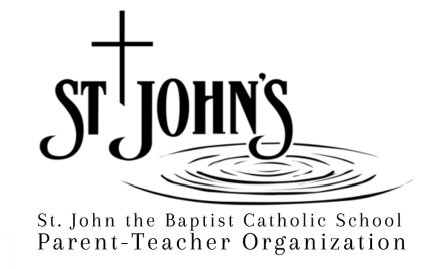 ST JOHN'S
St. John the Baptist Catholic School
Parent-Teacher Organization